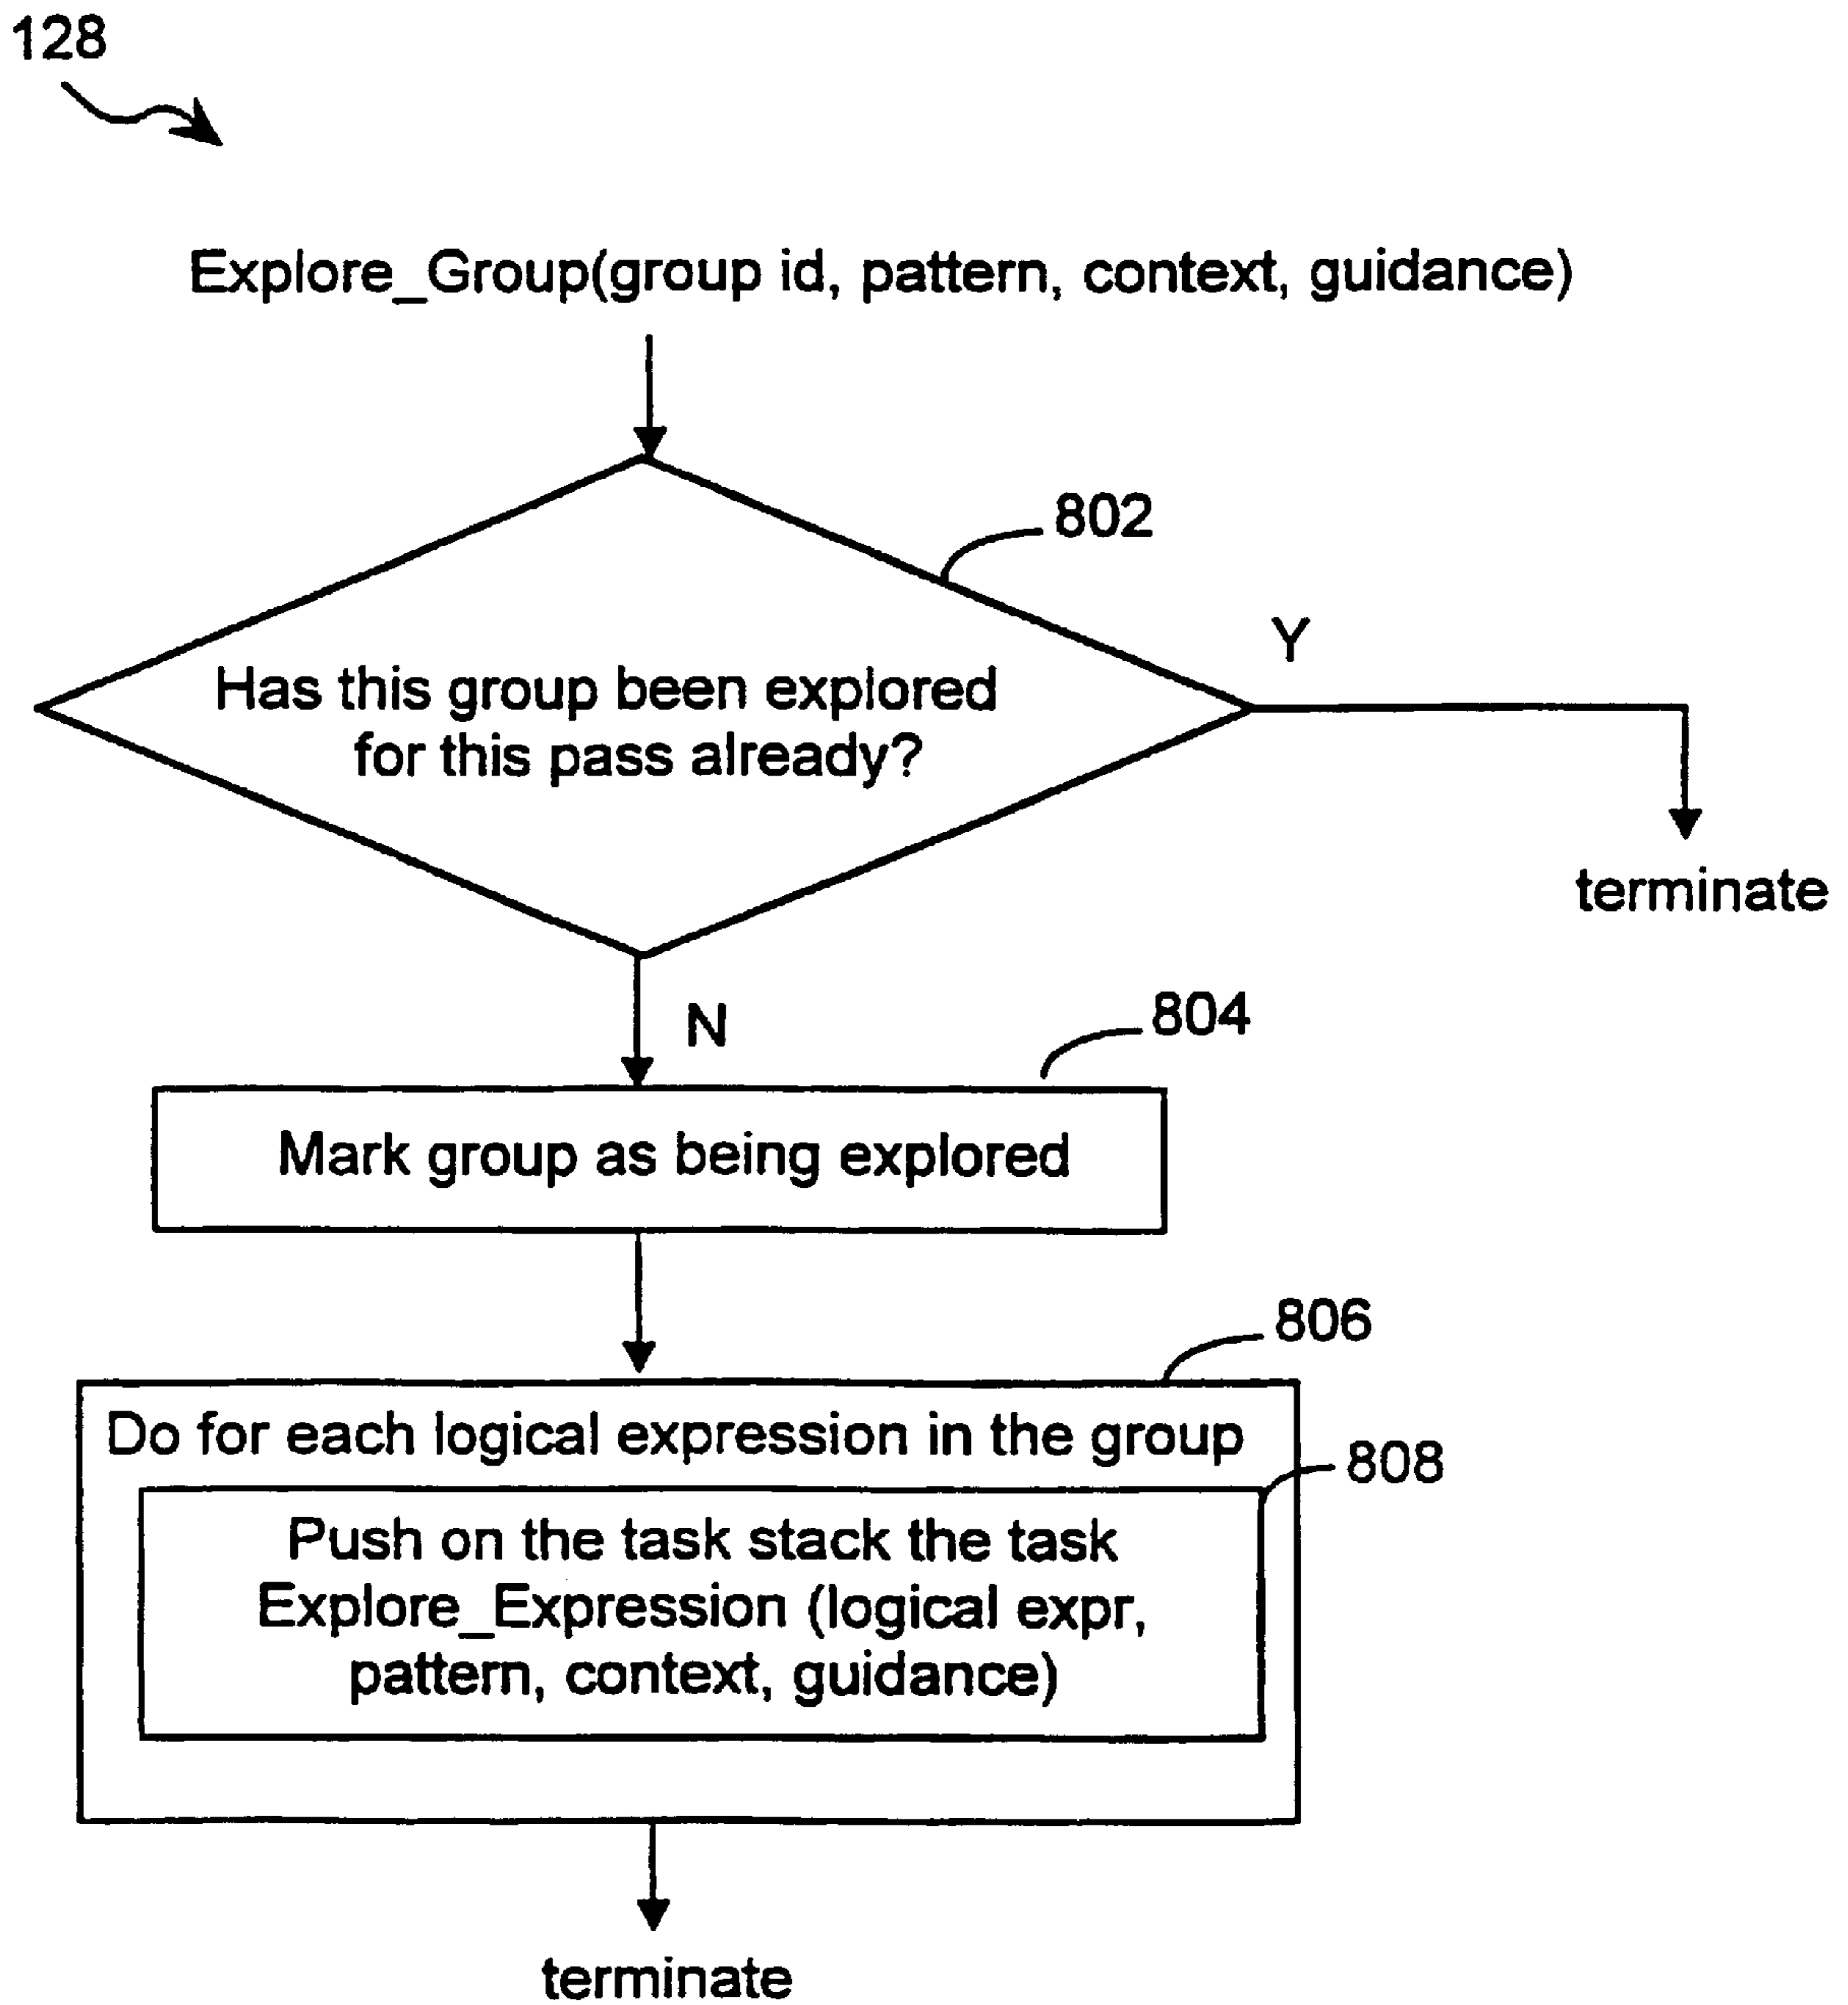 128
Explore_Group(group id, pattern, context, guidance)
802
Y
Has this group been explored
for this pass already?
terminate
N
804
Mark group as being explored
806
Do for each logical expression in the group
808
Push on the task stack the task
Explore_Expression (logical expr,
pattern, context, guidance)
terminate